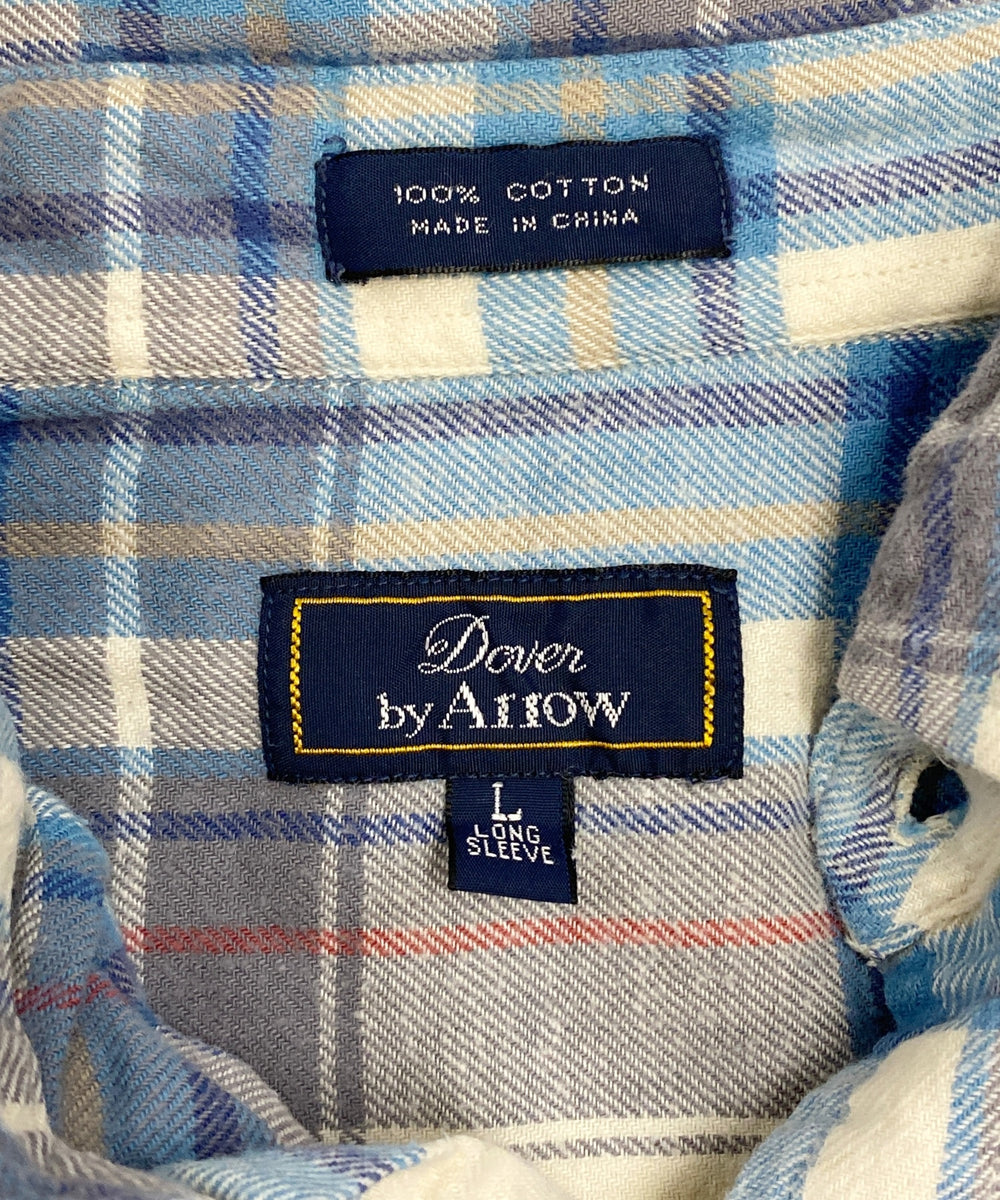 100% COTTON
MADE IN CHINA
Dover
by Arrow
L
LONG
SLEEVE